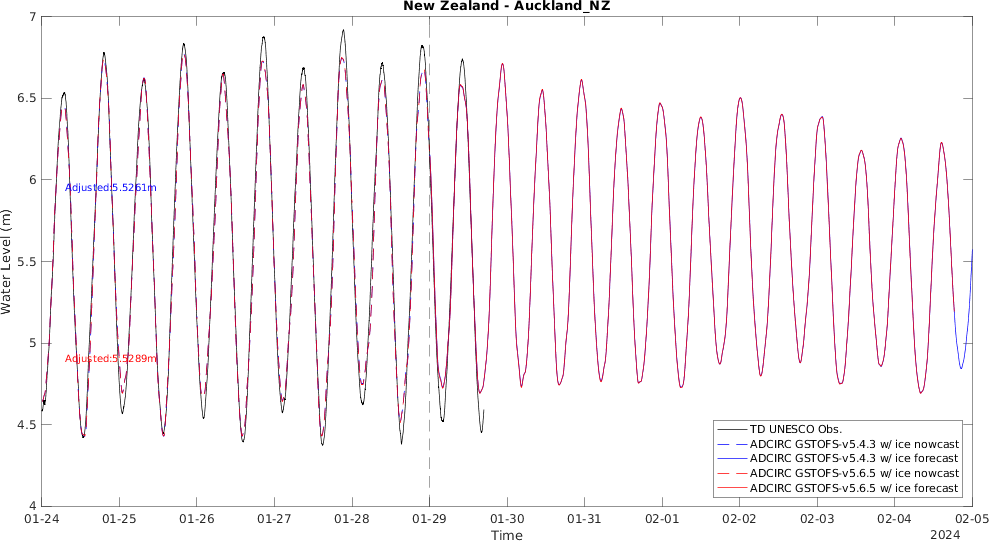 New Zealand - Auckland_NZ
7
6.5
6
5.5
5
4.5
4
Water Level (m)
Adjusted:5.5261m
Adjusted:5.5289m
TD UNESCO Obs.
ADCIRC GSTOFS-v5.4.3 w/ ice nowcast
ADCIRC GSTOFS-v5.4.3 w/ ice forecast
ADCIRC GSTOFS-v5.6.5 w/ ice nowcast
ADCIRC GSTOFS-v5.6.5 w/ ice forecast
01-24 01-25 01-26 01-27 01-28 01-29 01-30 01-31 02-01 02-02 02-03 02-04 02-05
Time
2024